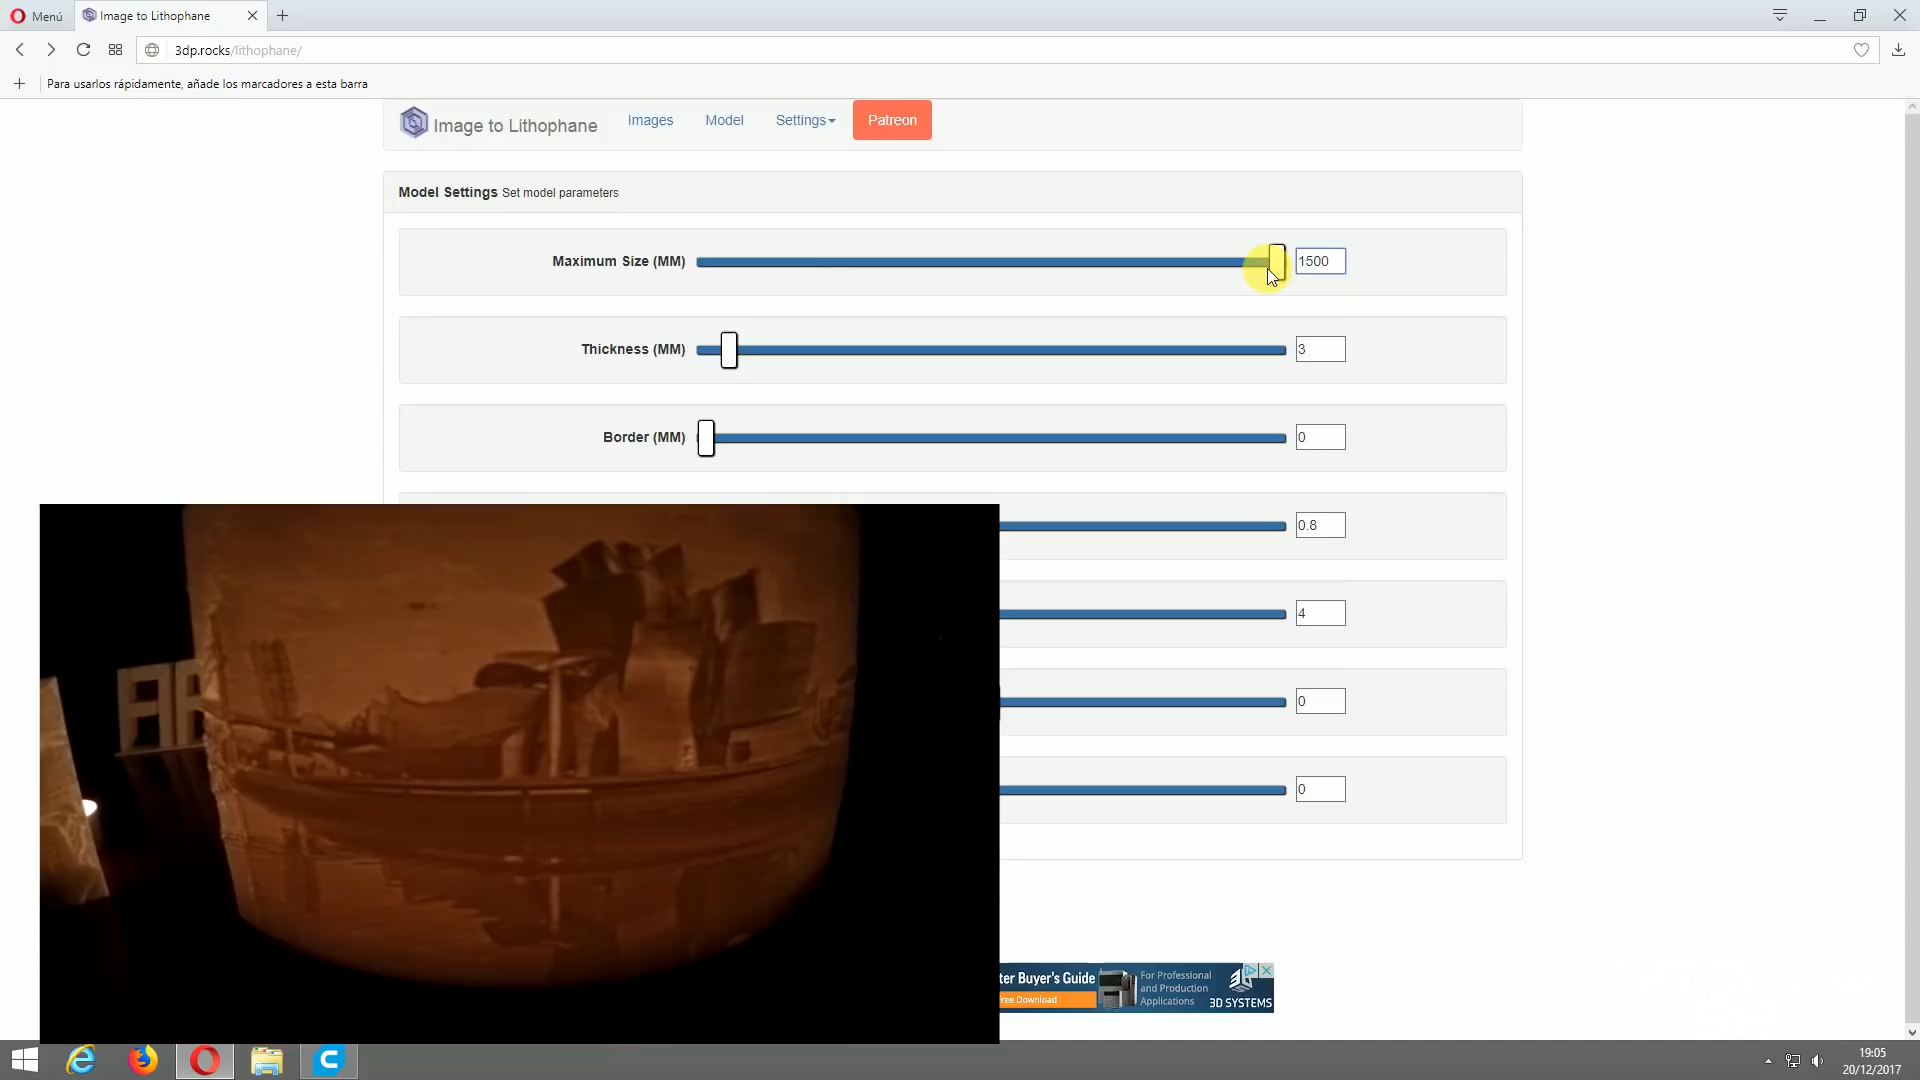 Menú
Image to Lithophane
3dp.rocks/lithophane/
Para usarlos rápidamente, añade los marcadores a esta barra
Image to Lithophane
Images
Model
Settings
Patreon
Model Settings Set model parameters
Maximum Size (MM)
1500
Thickness (MM)
3
Border (MM)
0
0.8
4
0
0
ter Buyer's Guide
Free Download
For Professional
and Production
Applications
3D SYSTEMS
19:05
20/12/2017